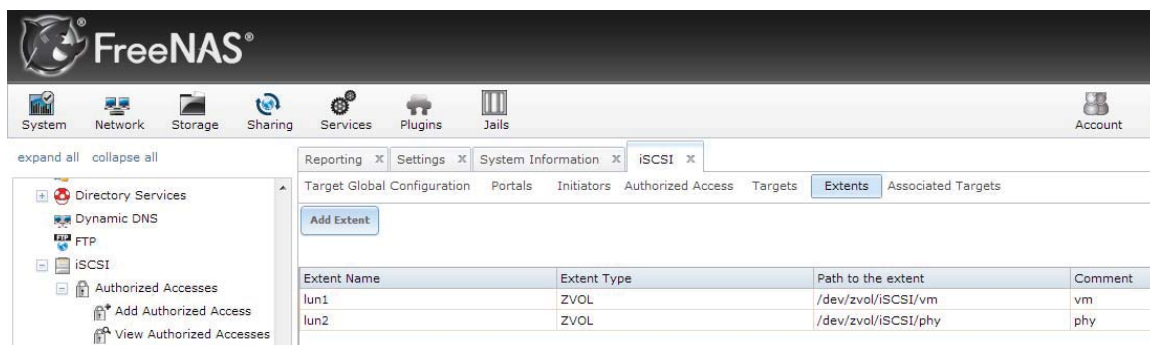 FreeNAS®
System Network Storage Sharing Services Plugins Jails Account
expand all collapse all
Directory Services
Dynamic DNS
FTP
FTP
iSCSI
Authorized Accesses
Add Authorized Access
View Authorized Accesses
Reporting X Settings X System Information X iSCSI X
Target Global Configuration Portals Initiators Authorized Access Targets Extents Associated Targets
Add Extent
Extent Name Extent Type Path to the extent Comment
lun1 ZVOL /dev/zvol/iSCSI/vm vm
lun2 ZVOL /dev/zvol/iSCSI/phy phy